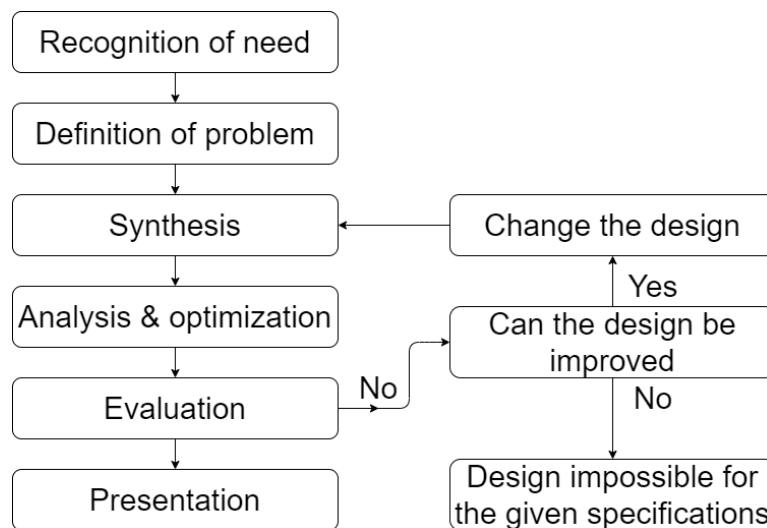 Recognition of need
Definition of problem
Synthesis
Change the design
Yes
Analysis & optimization
Can the design be
improved
No
Evaluation
No
Presentation
Design impossible for
the given specifications